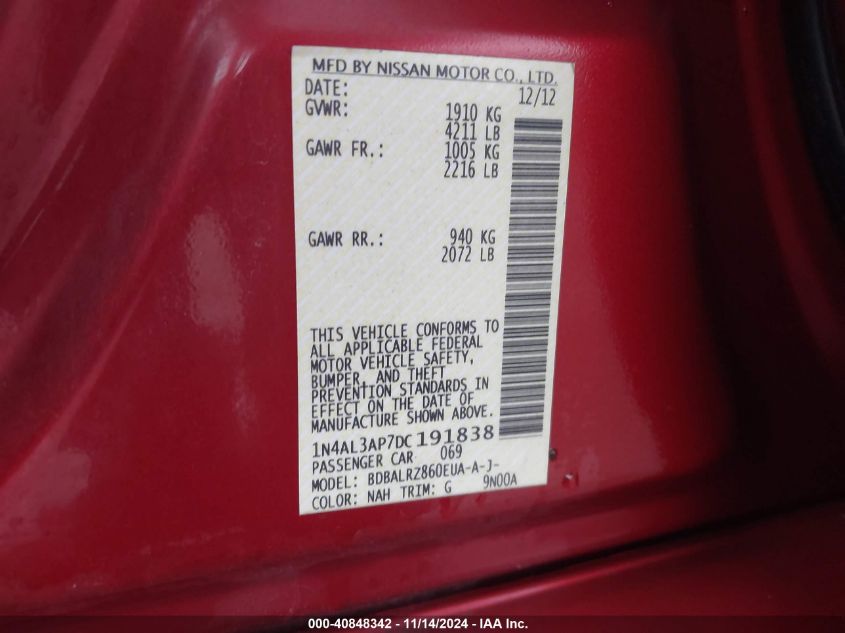 MFD BY NISSAN MOTOR CO., LTD.
DATE: 12/12
GVWR: 1910 KG
4211 LB
GAWR FR.: 1005 KG
2216 LB
GAWR RR.: 940 KG
2072 LB
THIS VEHICLE CONFORMS TO
ALL APPLICABLE FEDERAL
MOTOR VEHICLE SAFETY,
BUMPER, AND THEFT
PREVENTION STANDARDS IN
EFFECT ON THE DATE OF
MANUFACTURE SHOWN ABOVE.
1N4AL3AP7DC191838
PASSENGER CAR 069
MODEL: BDBALRZ860EUA-A-J-
COLOR: NAH TRIM: G 9N00A
000-40848342 - 11/14/2024 - IAA Inc.